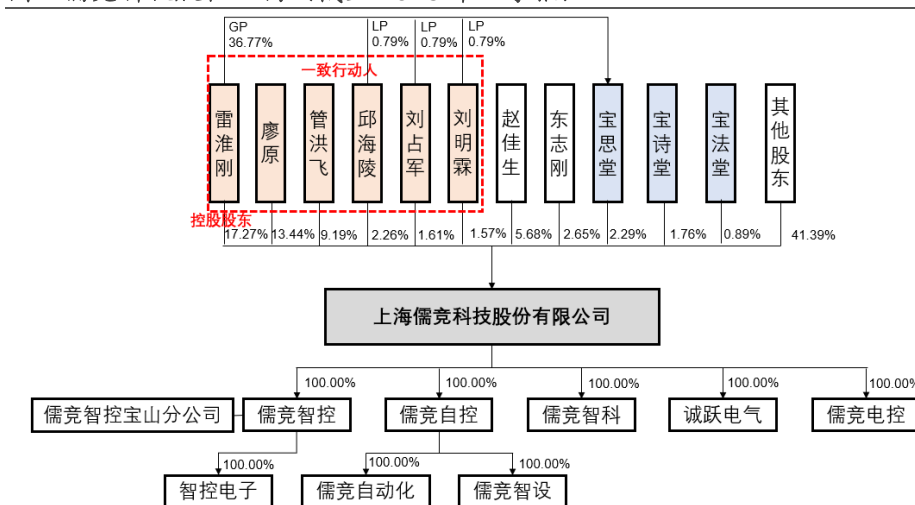 GP
36.77%
LP
0.79%
LP
0.79%
LP
0.79%
一致行动人
雷淮刚
廖原
管洪飞
邱海陵
刘占军
刘明霖
赵佳生
东志刚
宝思堂
宝诗堂
宝法堂
其他股东
控股股东
17.27%
13.44%
9.19%
2.26%
1.61%
1.57%
5.68%
2.65%
2.29%
1.76%
0.89%
41.39%
上海儒竞科技股份有限公司
100.00%
100.00%
100.00%
100.00%
100.00%
儒竞智控宝山分公司
儒竞智控
儒竞自控
儒竞智科
诚跃电气
儒竞电控
100.00%
100.00%
100.00%
智控电子
儒竞自动化
儒竞智设